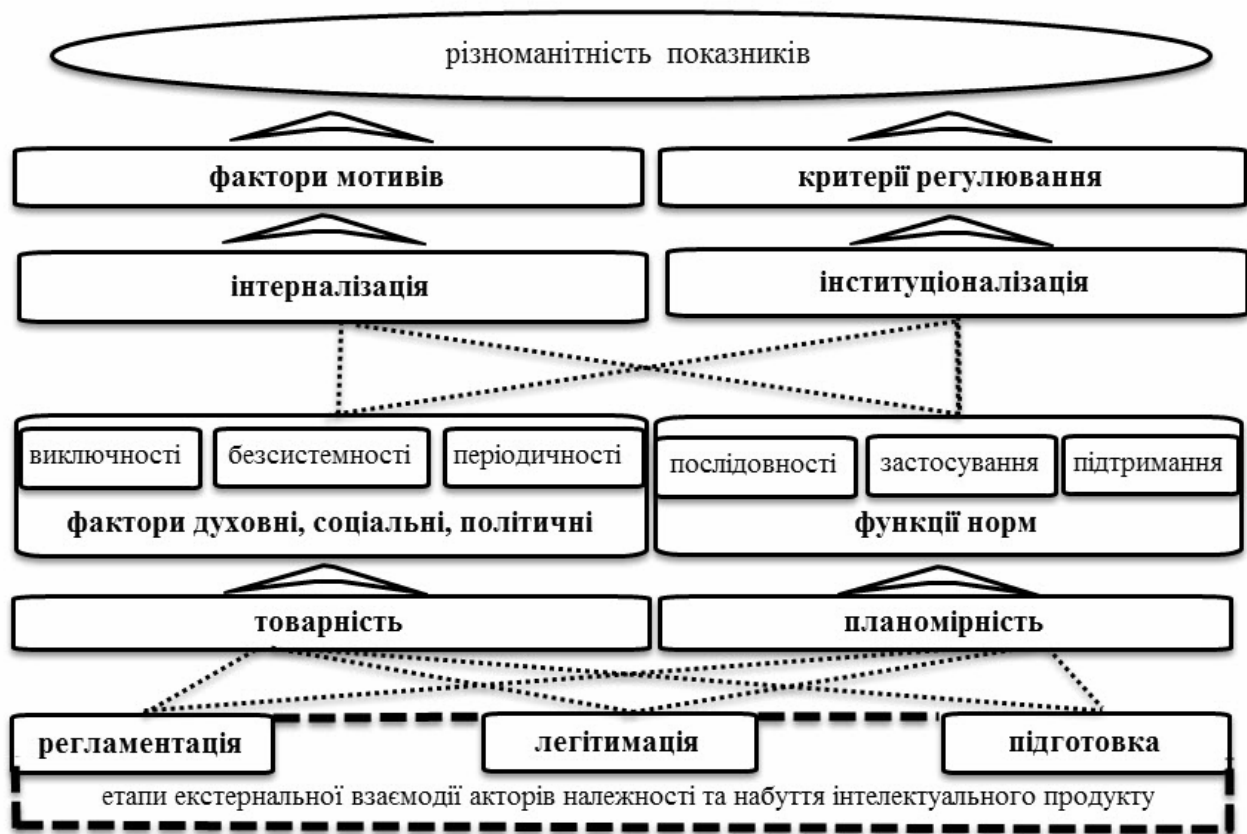 різноманітність показників
фактори мотивів
критерії регулювання
інтерналізація
інституціоналізація
виключності
безсистемності
періодичності
фактори духовні, соціальні, політичні
послідовності
застосування
підтримання
функції норм
товарність
планомірність
регламентація
легітимація
підготовка
етапи екстернальної взаємодії акторів належності та набуття інтелектуального продукту